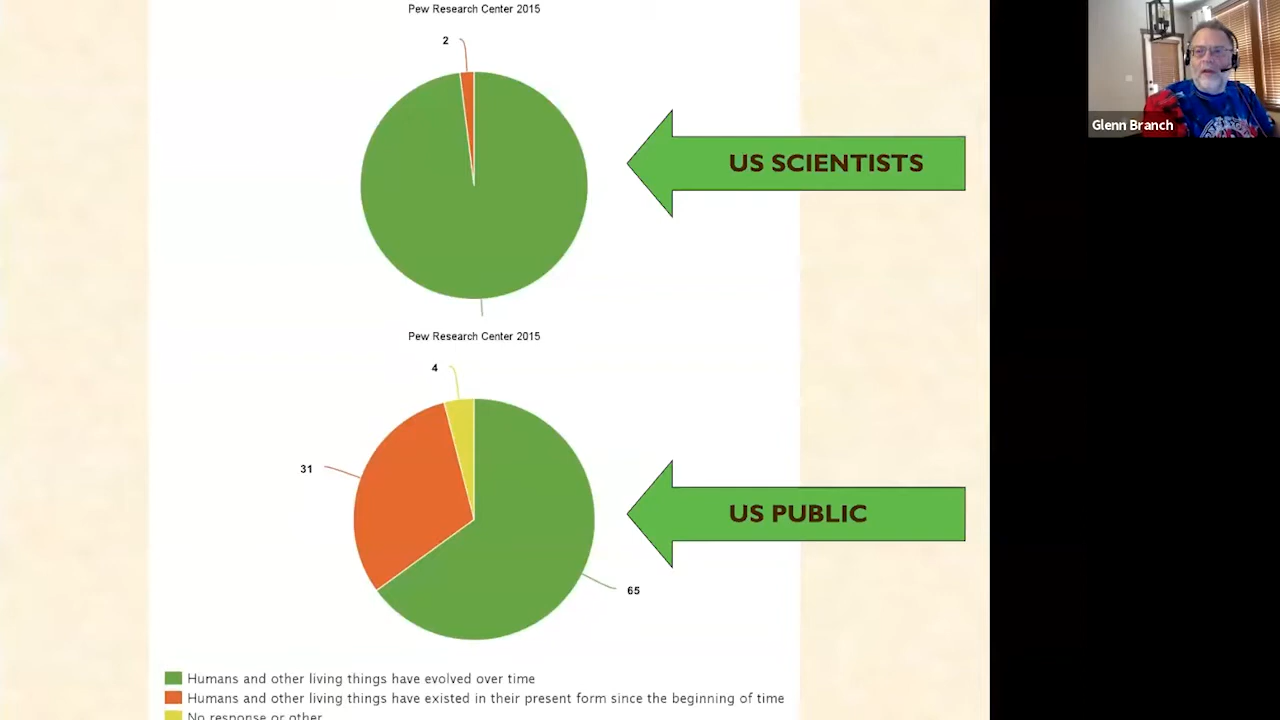 Pew Research Center 2015
2
US SCIENTISTS
Glenn Branch
Pew Research Center 2015
4
31
US PUBLIC
65
Humans and other living things have evolved over time
Humans and other living things have existed in their present form since the beginning of time
No response or other